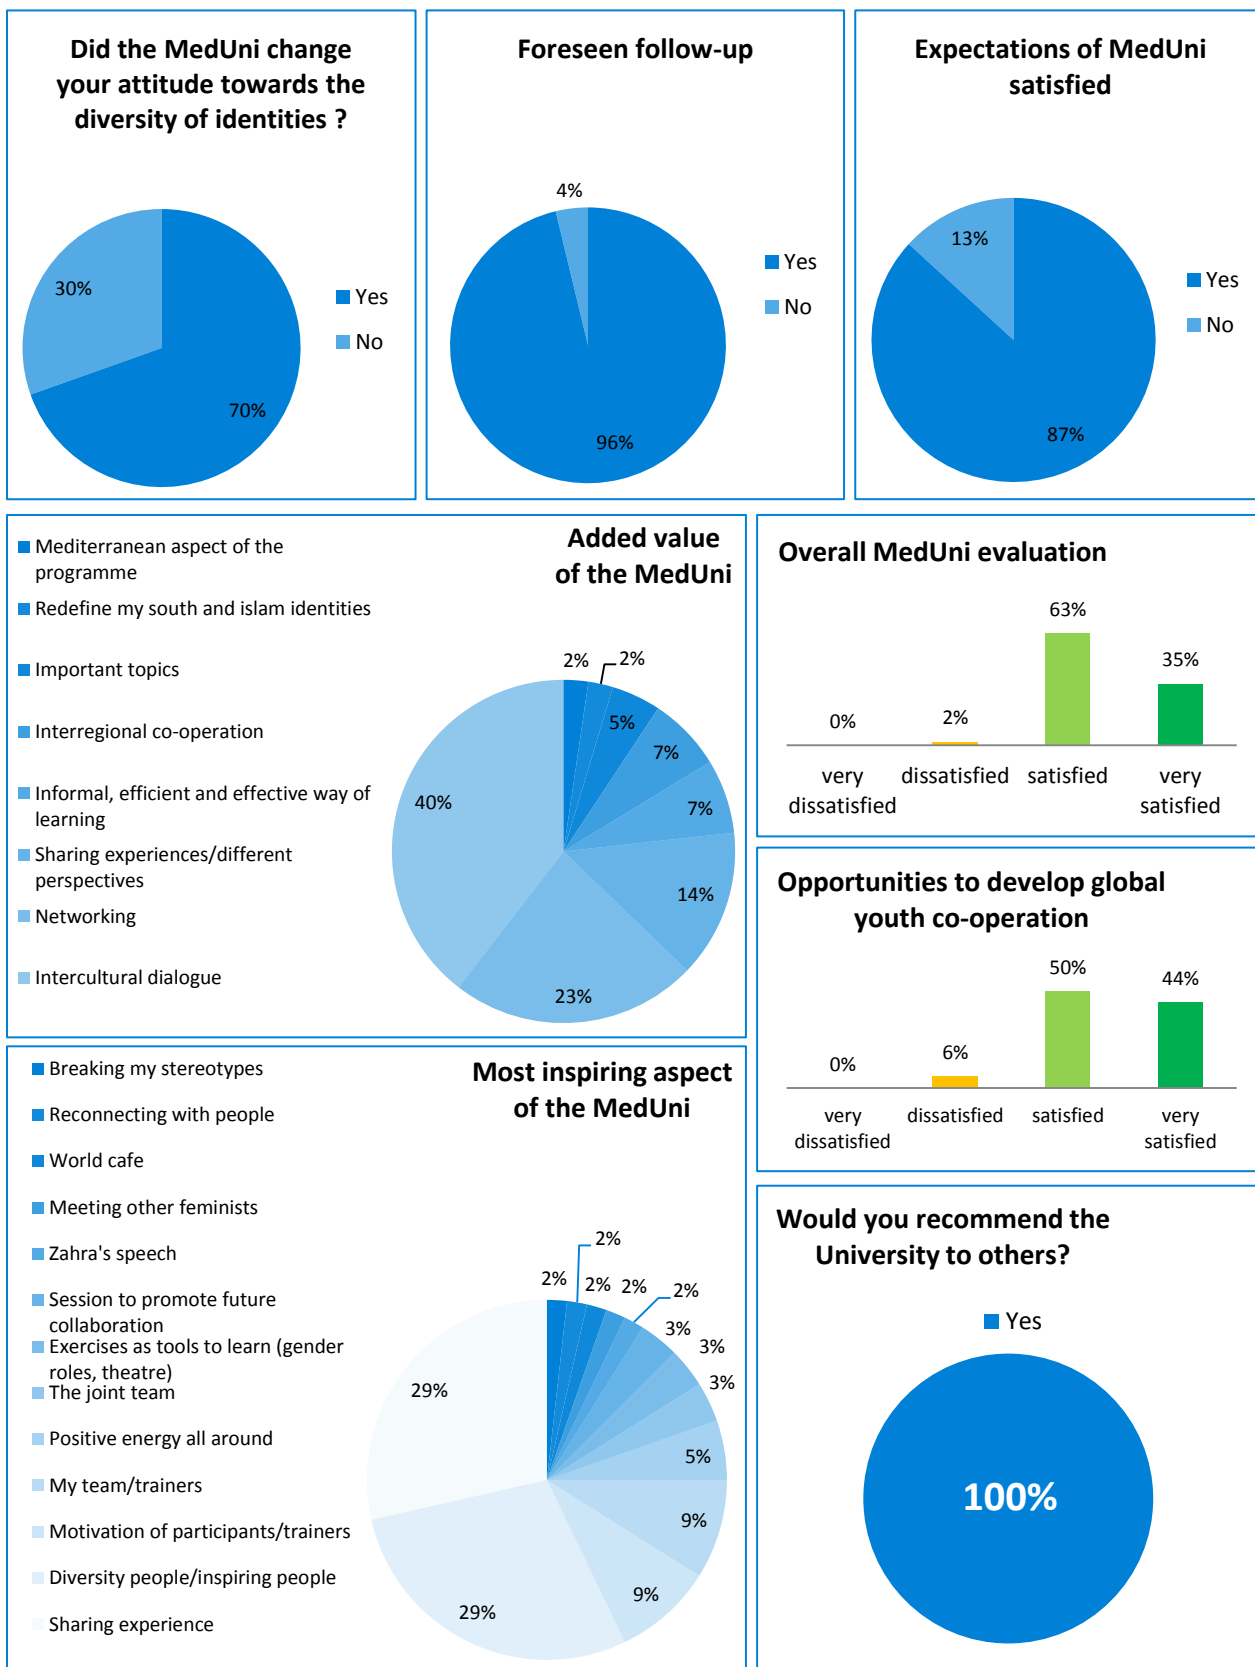 Did the MedUni change
your attitude towards the
diversity of identities ?
30%
70%
Yes
No
Foreseen follow-up
4%
96%
Yes
No
Expectations of MedUni
satisfied
13%
87%
Yes
No
Added value
of the MedUni
Mediterranean aspect of the
programme
Redefine my south and islam identities
Important topics
Interregional co-operation
Informal, efficient and effective way of
learning
Sharing experiences/different
perspectives
Networking
Intercultural dialogue
2%
2%
5%
7%
7%
14%
23%
40%
Overall MedUni evaluation
0%
2%
63%
35%
very
dissatisfied
dissatisfied
satisfied
very
satisfied
Opportunities to develop global
youth co-operation
0%
6%
50%
44%
very
dissatisfied
dissatisfied
satisfied
very
satisfied
Most inspiring aspect
of the MedUni
Breaking my stereotypes
Reconnecting with people
World cafe
Meeting other feminists
Zahra's speech
Session to promote future
collaboration
Exercises as tools to learn (gender
roles, theatre)
The joint team
Positive energy all around
My team/trainers
Motivation of participants/trainers
Diversity people/inspiring people
Sharing experience
2%
2%
2%
2%
2%
3%
3%
3%
5%
9%
9%
29%
29%
Would you recommend the
University to others?
Yes
100%